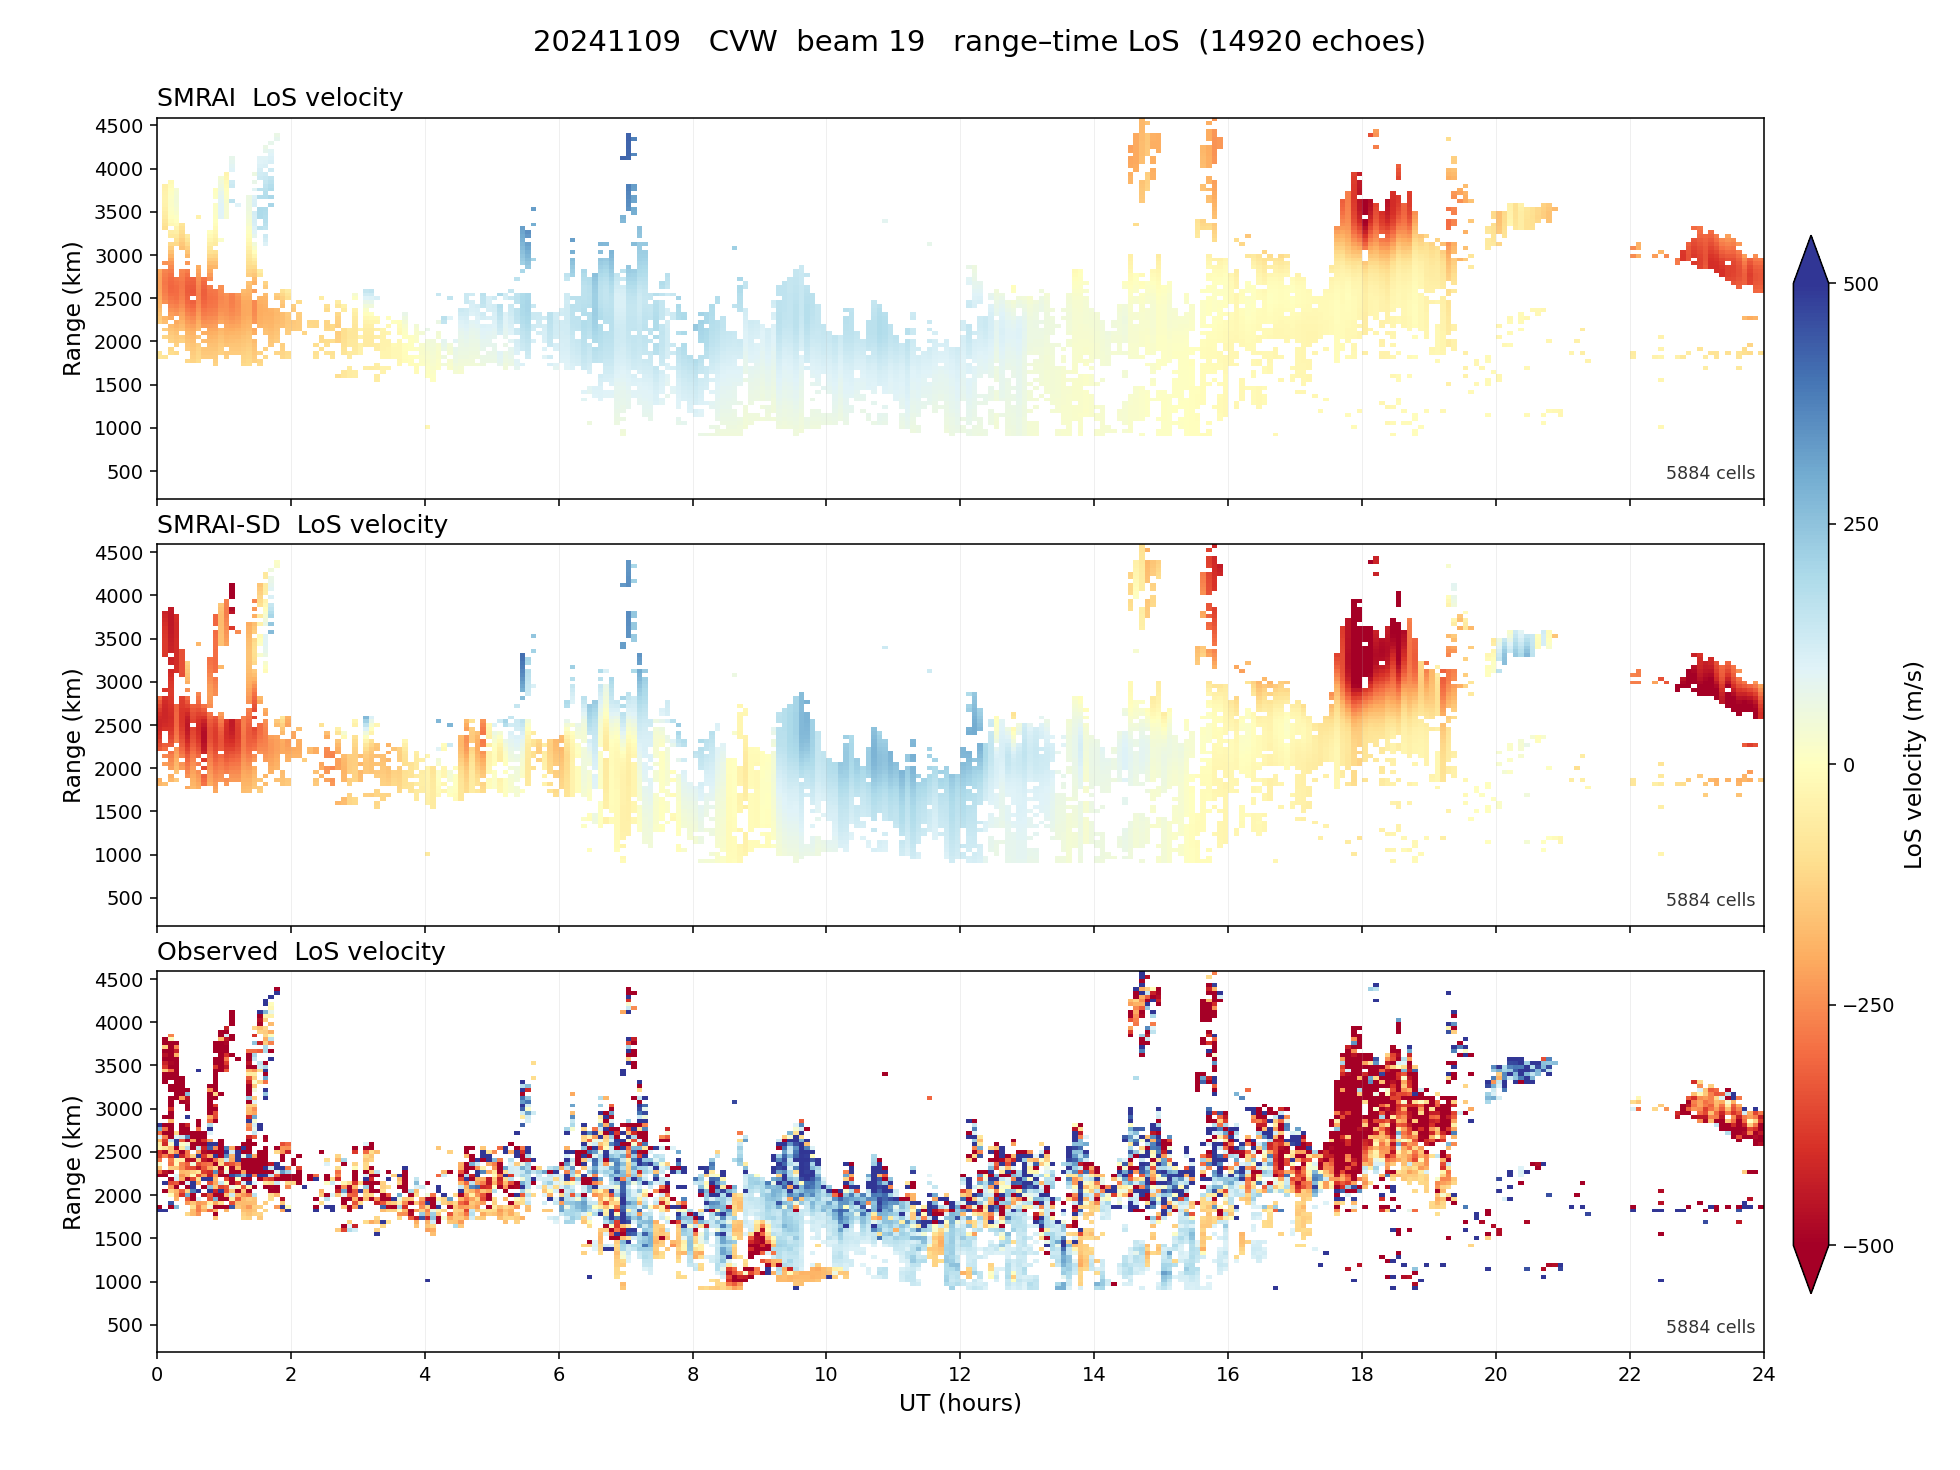 20241109   CVW  beam 19   range–time LoS  (14920 echoes)
SMRAI  LoS velocity
4500
4000
3500
3000
2500
2000
1500
1000
500
Range (km)
5884 cells
SMRAI-SD  LoS velocity
4500
4000
3500
3000
2500
2000
1500
1000
500
Range (km)
5884 cells
Observed  LoS velocity
4500
4000
3500
3000
2500
2000
1500
1000
500
Range (km)
5884 cells
0 2 4 6 8 10 12 14 16 18 20 22 24
UT (hours)
500
250
0
−250
−500
LoS velocity (m/s)